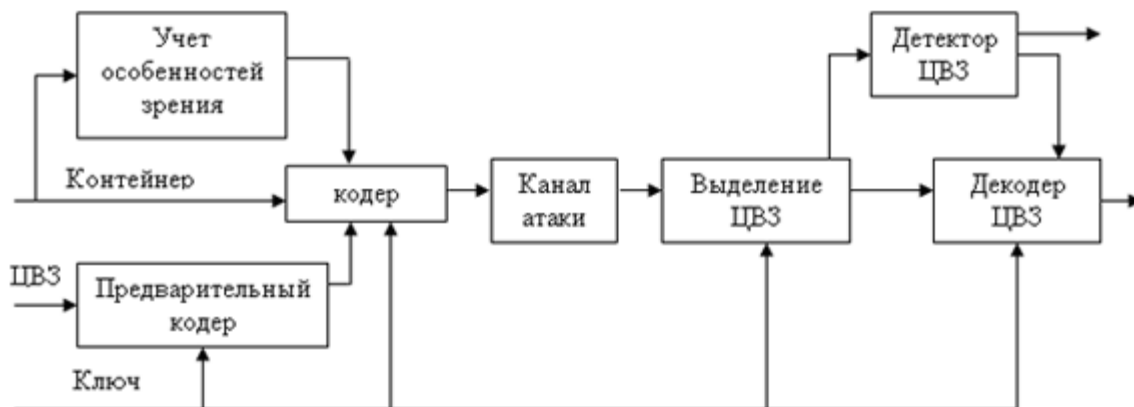 Учет
особенностей
зрения
Детектор
ЦВЗ
Контейнер
кодер
Канал
атаки
Выделение
ЦВЗ
Декодер
ЦВЗ
ЦВЗ
Предварительный
кодер
Ключ